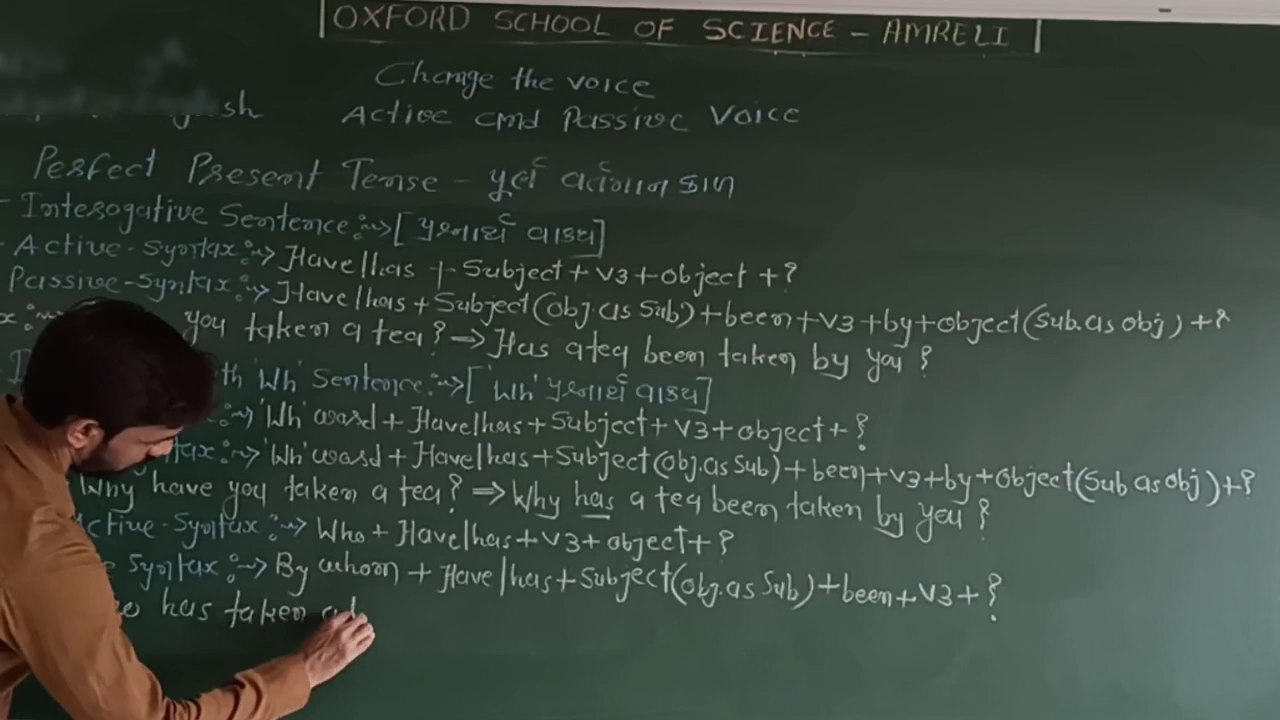 OXFORD SCHOOL OF SCIENCE - AMRELI
Change the voice
Active and Passive Voice
Perfect Present Tense - પૂર્ણ વર્તમાન કાળ
- Interogative Sentence :~> [પ્રશ્નાર્થ વાક્ય]
- Active-Syntax :~> Have/has + Subject + V3 + object + ?
Passive-Syntax :~> Have/has + Subject (obj. as Sub) + been + V3 + by + object (Sub. as obj) + ?
you taken a tea? => Has a tea been taken by you ?
'Wh' Sentence :~> ['Wh' પ્રશ્નાર્થ વાક્ય]
:~> 'Wh' word + Have/has + Subject + V3 + object + ?
:~> 'Wh' word + Have/has + Subject (obj. as Sub) + been + V3 + by + Object (Sub as obj) + ?
Why have you taken a tea? => Why has a tea been taken by you ?
Active-Syntax :~> Who + Have/has + V3 + object + ?
Syntax :~> By whom + Have/has + Subject (obj. as Sub) + been + V3 + ?
has taken a